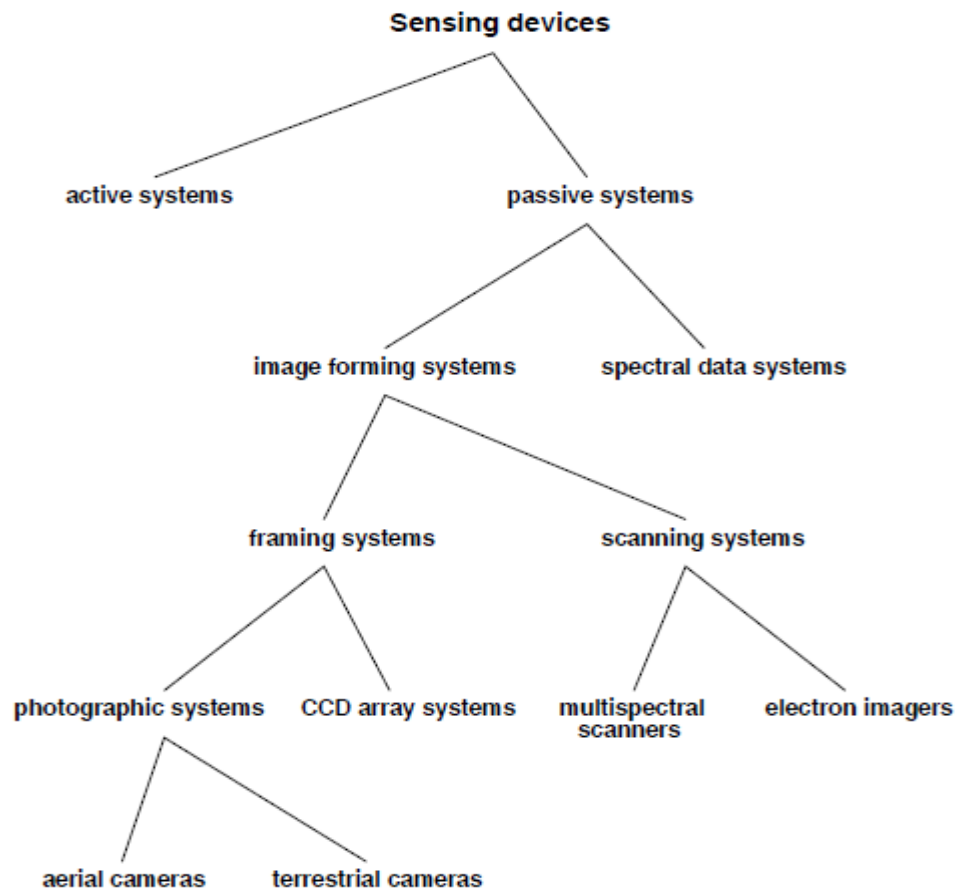 Sensing devices
active systems
passive systems
image forming systems
spectral data systems
framing systems
scanning systems
photographic systems
CCD array systems
multispectral
scanners
electron imagers
aerial cameras
terrestrial cameras